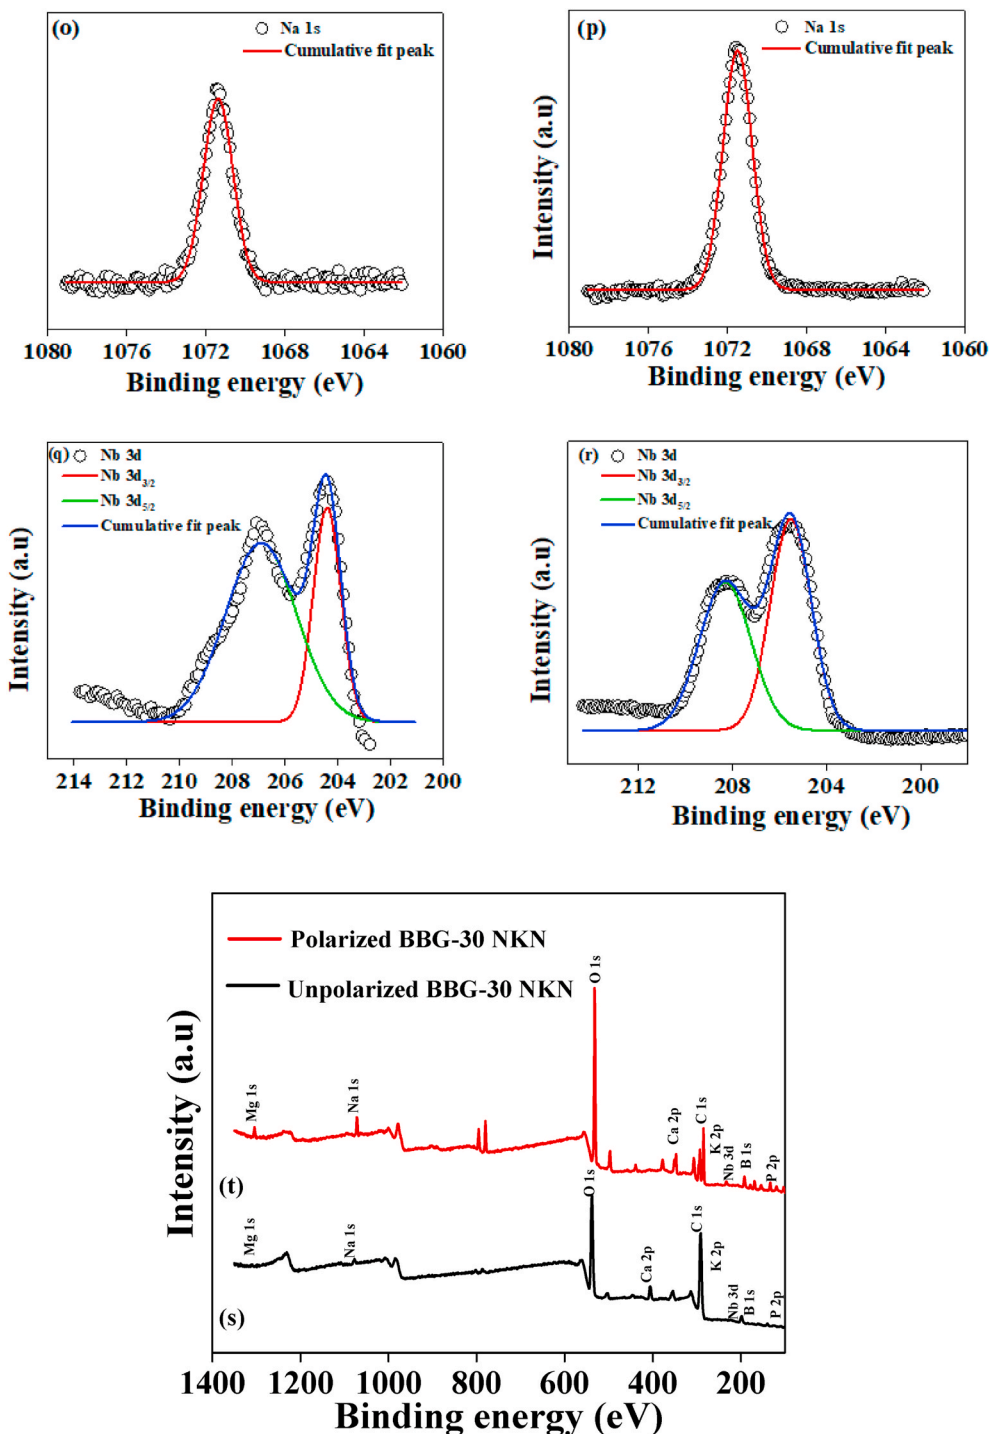 (o)
Na 1s
Cumulative fit peak
1080 1076 1072 1068 1064 1060
Binding energy (eV)
(p)
Na 1s
Cumulative fit peak
Intensity (a.u)
1080 1076 1072 1068 1064 1060
Binding energy (eV)
(q)
Nb 3d
Nb 3d3/2
Nb 3d5/2
Cumulative fit peak
Intensity (a.u)
214 212 210 208 206 204 202 200
Binding energy (eV)
(r)
Nb 3d
Nb 3d3/2
Nb 3d5/2
Cumulative fit peak
Intensity (a.u)
212 208 204 200
Binding energy (eV)
Polarized BBG-30 NKN
Unpolarized BBG-30 NKN
Intensity (a.u)
Mg 1s
Na 1s
O 1s
Ca 2p
C 1s
K 2p
Nb 3d
B 1s
P 2p
(t)
Mg 1s
Na 1s
O 1s
Ca 2p
C 1s
K 2p
Nb 3d
B 1s
P 2p
(s)
1400 1200 1000 800 600 400 200
Binding energy (eV)